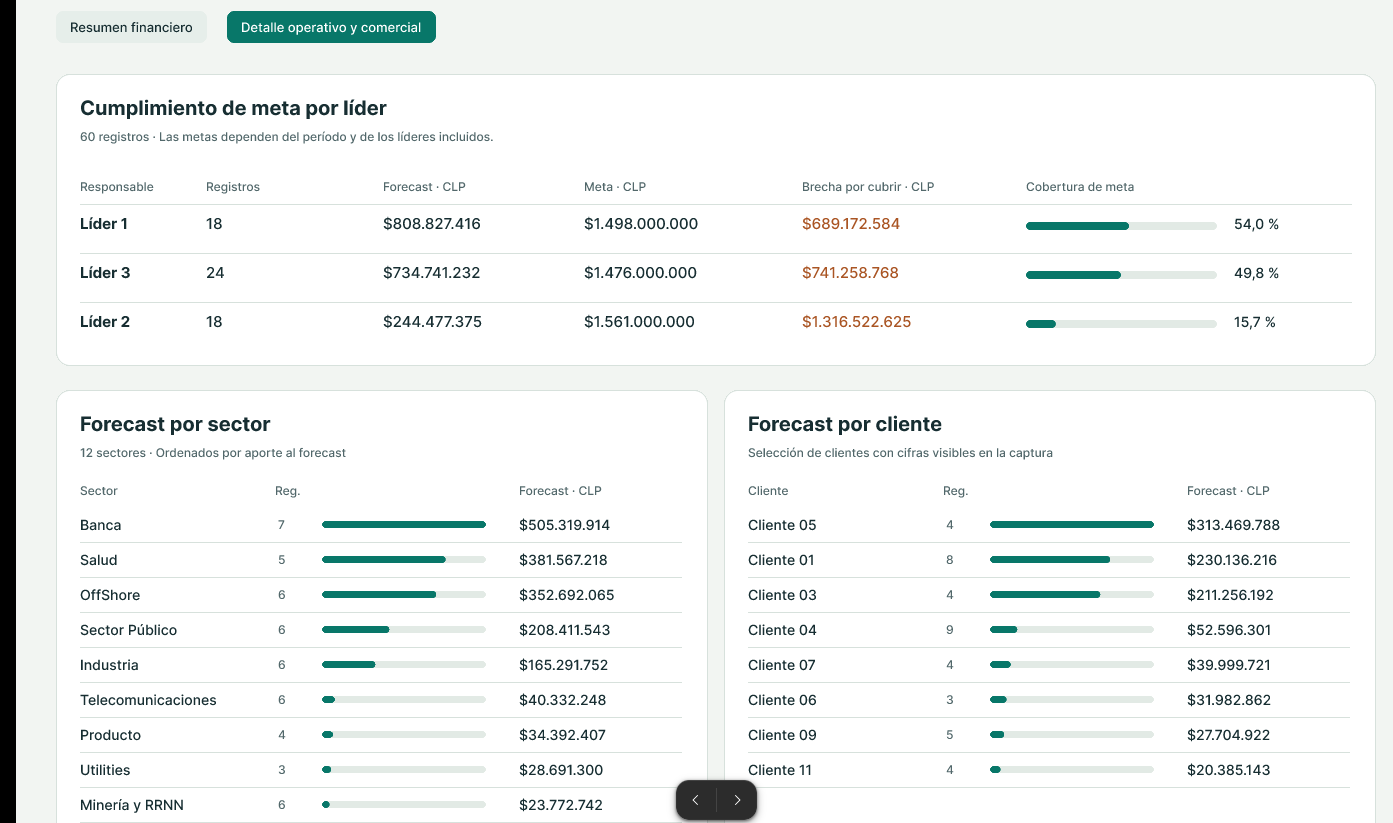 Resumen financiero
Detalle operativo y comercial
Cumplimiento de meta por líder
60 registros · Las metas dependen del período y de los líderes incluidos.
Responsable Registros Forecast · CLP Meta · CLP Brecha por cubrir · CLP Cobertura de meta
Líder 1 18 $808.827.416 $1.498.000.000 $689.172.584 54,0 %
Líder 3 24 $734.741.232 $1.476.000.000 $741.258.768 49,8 %
Líder 2 18 $244.477.375 $1.561.000.000 $1.316.522.625 15,7 %
Forecast por sector
12 sectores · Ordenados por aporte al forecast
Sector Reg. Forecast · CLP
Banca 7 $505.319.914
Salud 5 $381.567.218
OffShore 6 $352.692.065
Sector Público 6 $208.411.543
Industria 6 $165.291.752
Telecomunicaciones 6 $40.332.248
Producto 4 $34.392.407
Utilities 3 $28.691.300
Minería y RRNN 6 $23.772.742
Forecast por cliente
Selección de clientes con cifras visibles en la captura
Cliente Reg. Forecast · CLP
Cliente 05 4 $313.469.788
Cliente 01 8 $230.136.216
Cliente 03 4 $211.256.192
Cliente 04 9 $52.596.301
Cliente 07 4 $39.999.721
Cliente 06 3 $31.982.862
Cliente 09 5 $27.704.922
Cliente 11 4 $20.385.143